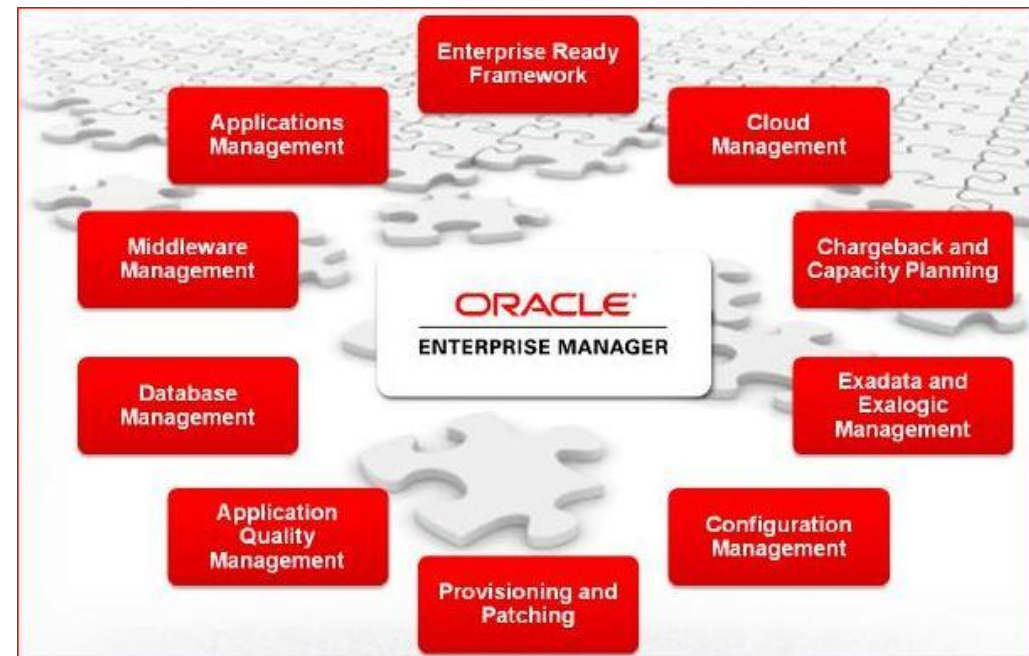 Enterprise Ready
Framework
Applications
Management
Cloud
Management
Middleware
Management
Chargeback and
Capacity Planning
ORACLE
ENTERPRISE MANAGER
Database
Management
Exadata and
Exalogic
Management
Application
Quality
Management
Configuration
Management
Provisioning and
Patching